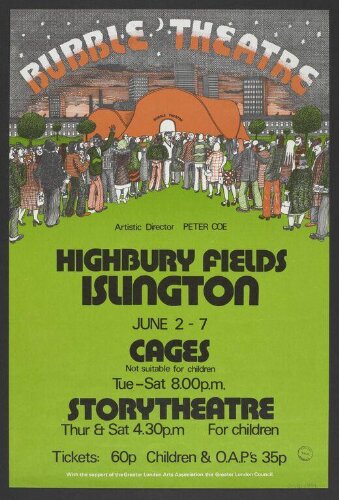 BUBBLE THEATRE
BUBBLE THEATRE
Artistic Director PETER COE
HIGHBURY FIELDS
ISLINGTON
JUNE 2 - 7
CAGES
Not suitable for children
Tue-Sat 8.00p.m.
STORYTHEATRE
Thur & Sat 4.30p.m For children
Tickets: 60p Children & O.A.P's 35p
With the support of the Greater London Arts Association the Greater London Council.